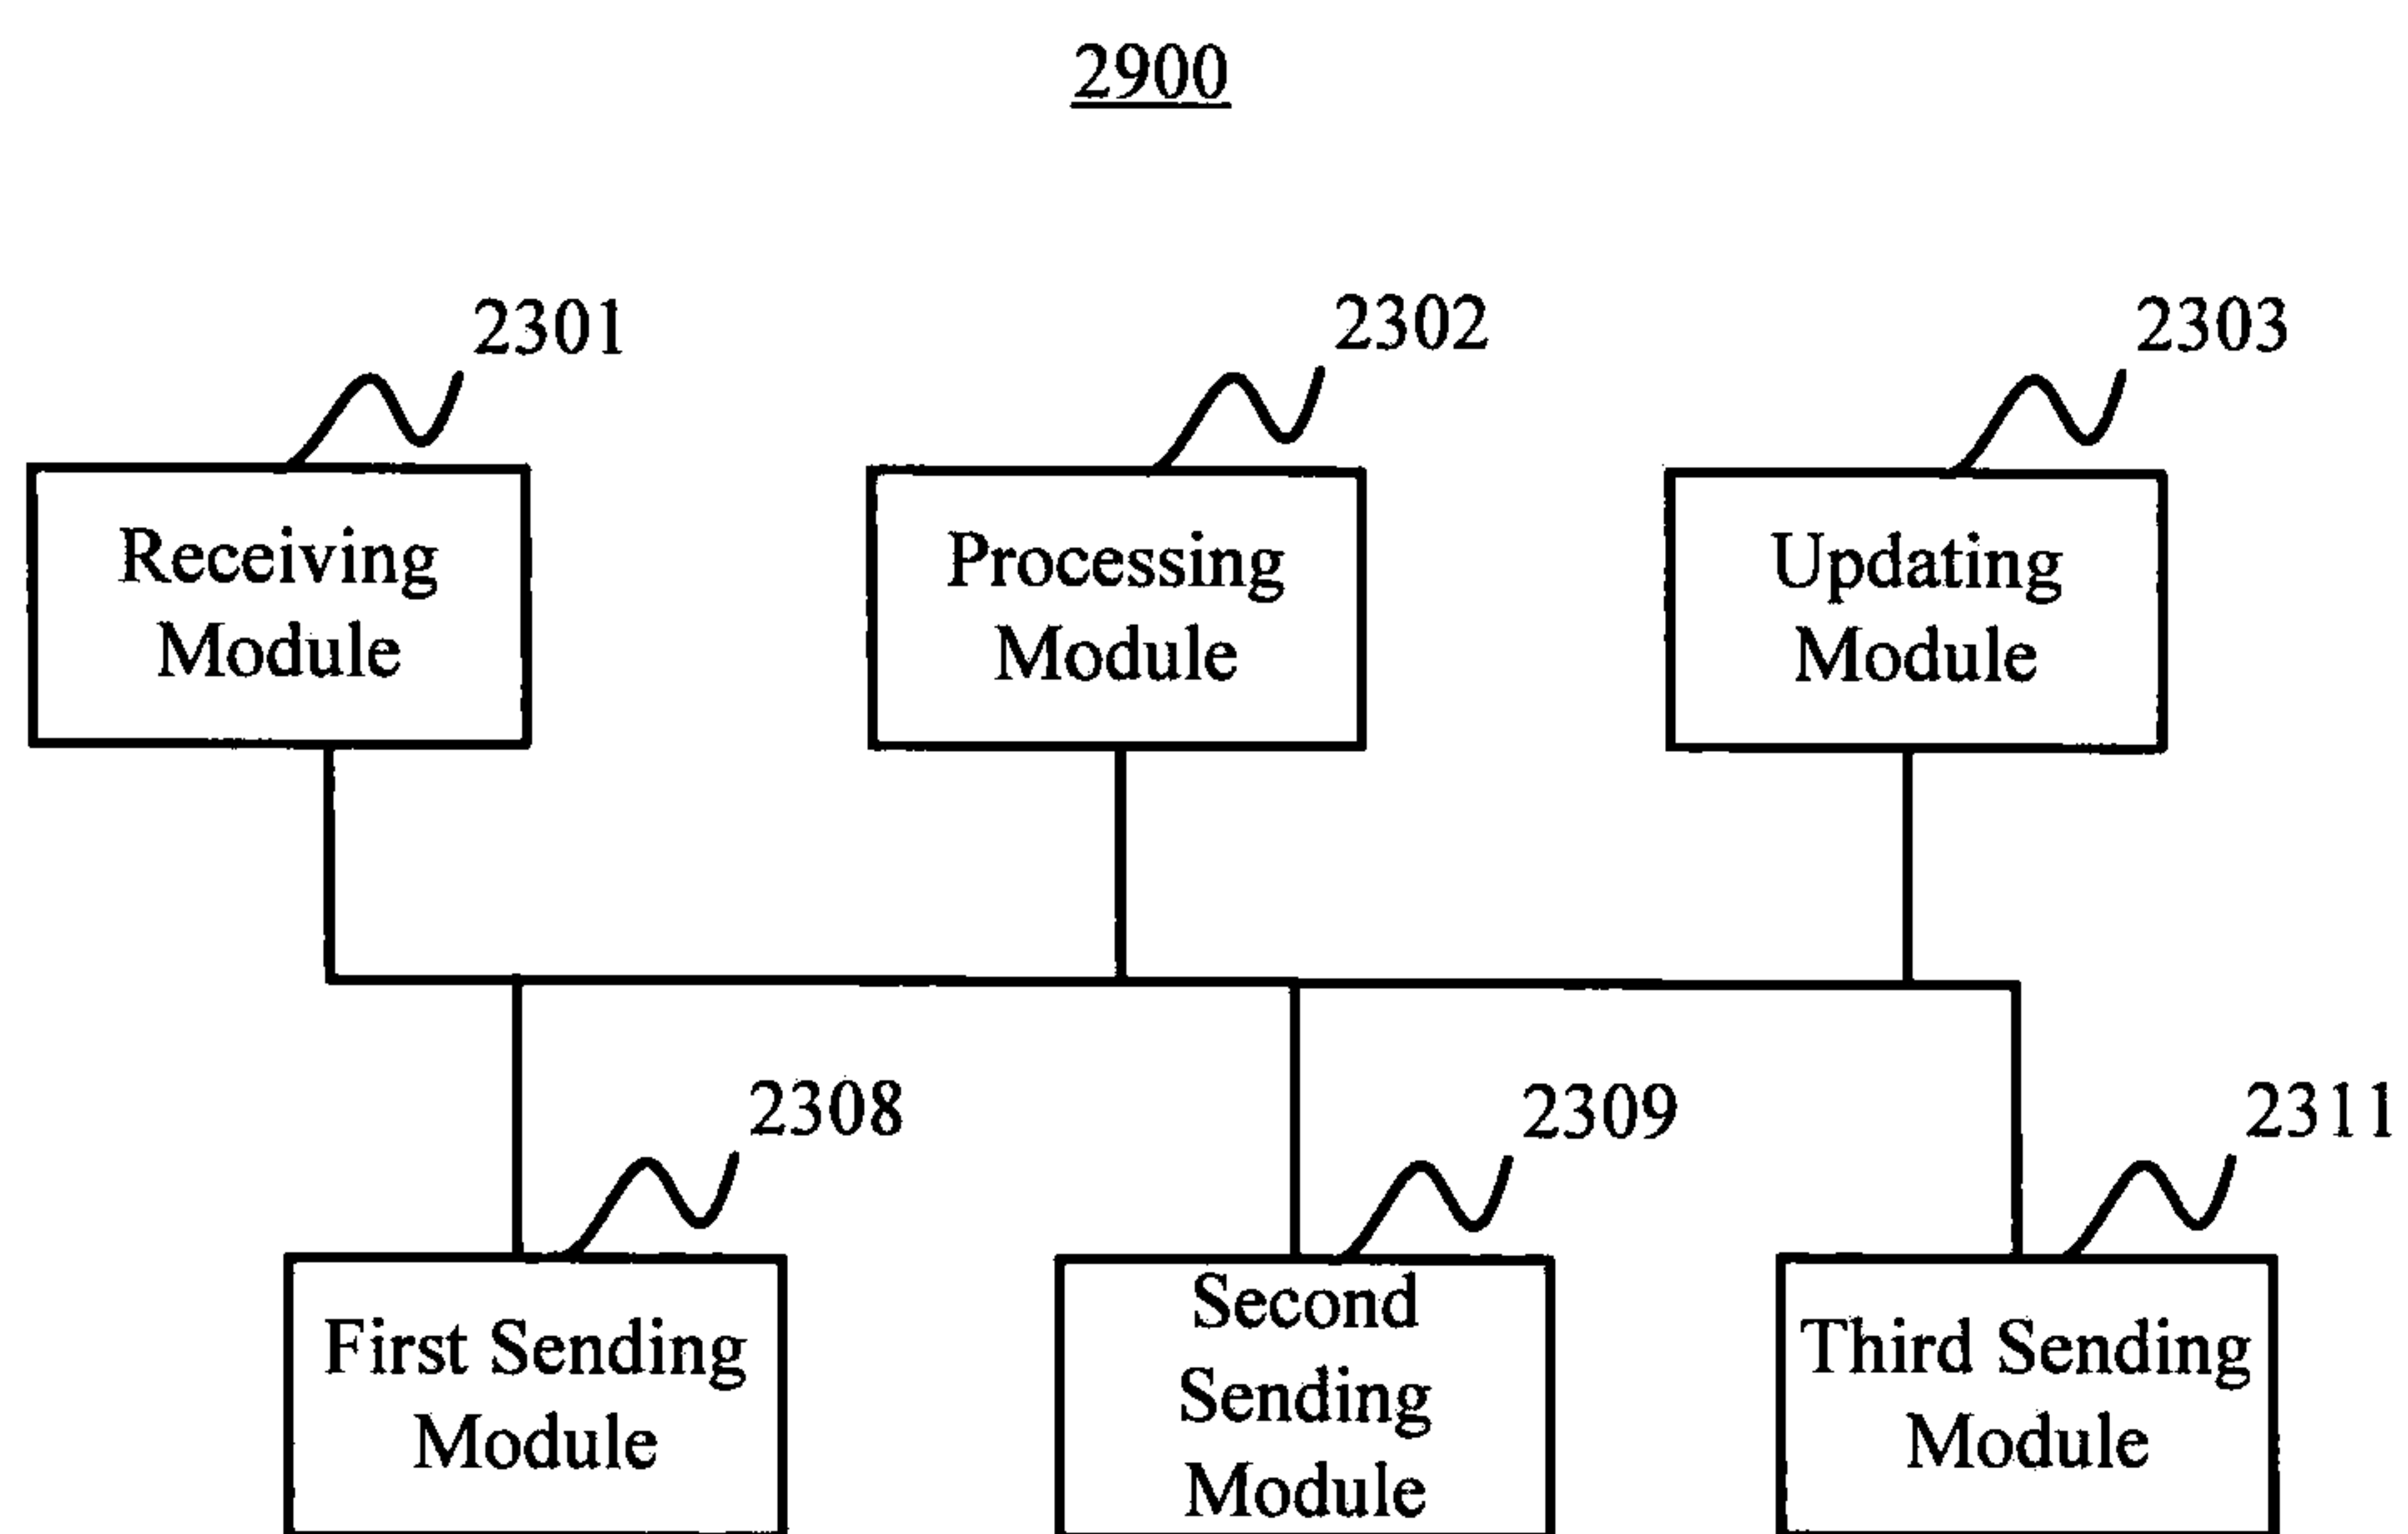 2900
2301
2302
2303
Receiving
Module
Processing
Module
Updating
Module
2308
2309
2311
First Sending
Module
Second
Sending
Module
Third Sending
Module